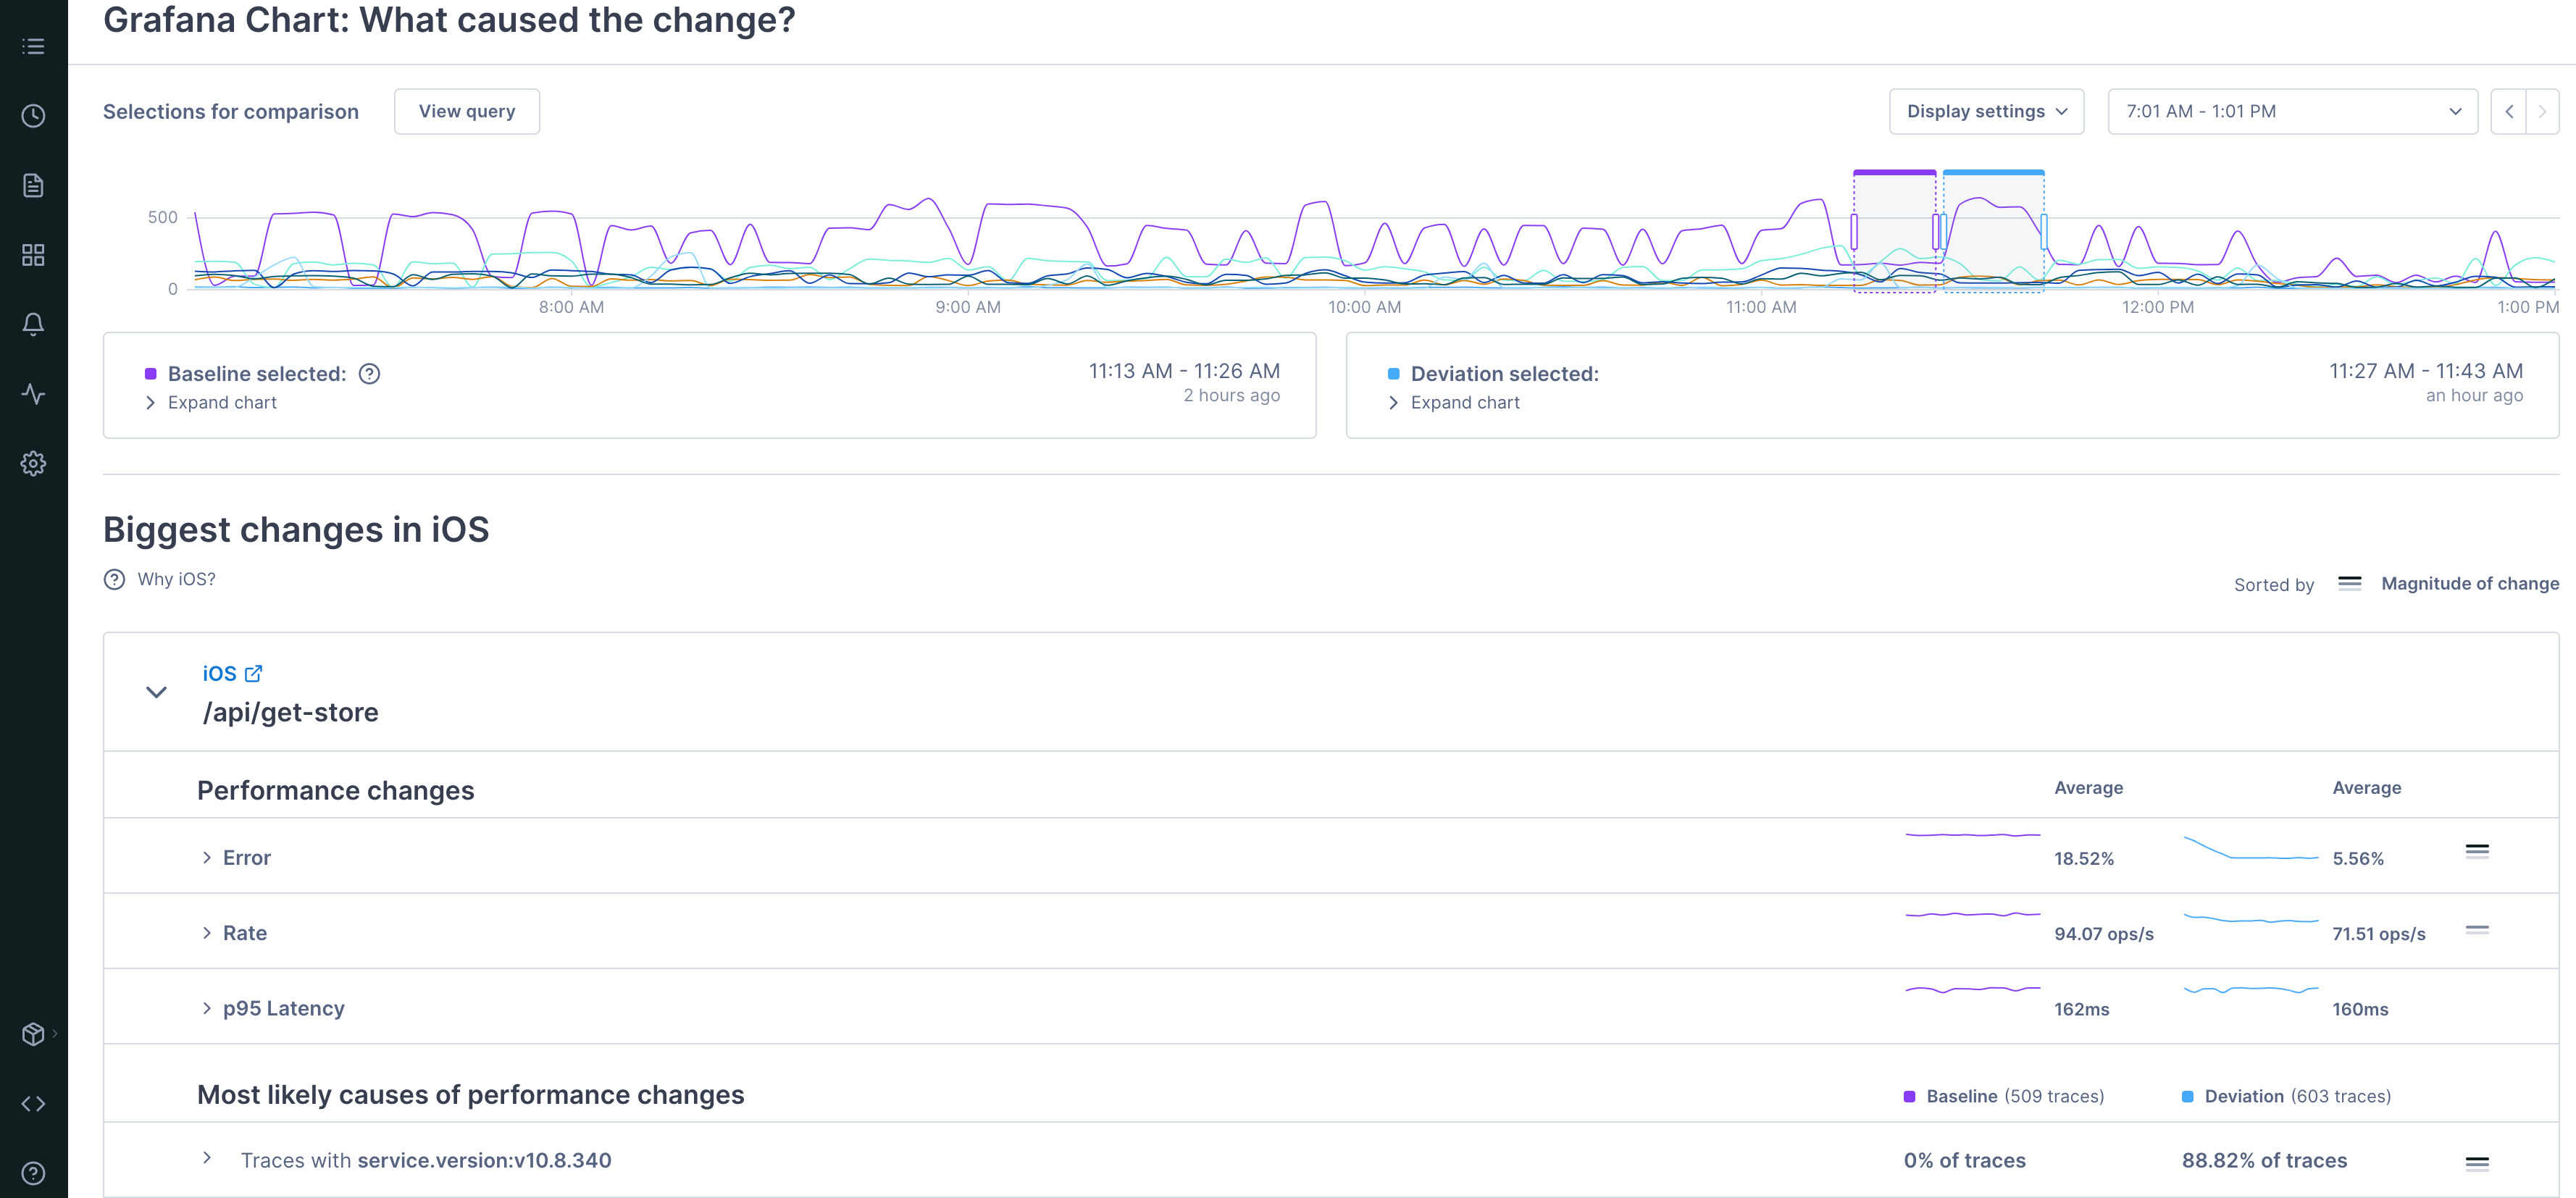 Grafana Chart: What caused the change?
Selections for comparison
View query
Display settings
7:01 AM - 1:01 PM
500
0
8:00 AM
9:00 AM
10:00 AM
11:00 AM
12:00 PM
1:00 PM
Baseline selected:
11:13 AM - 11:26 AM
Expand chart
2 hours ago
Deviation selected:
11:27 AM - 11:43 AM
Expand chart
an hour ago
Biggest changes in iOS
Why iOS?
Sorted by Magnitude of change
iOS
/api/get-store
Performance changes Average Average
Error 18.52% 5.56%
Rate 94.07 ops/s 71.51 ops/s
p95 Latency 162ms 160ms
Most likely causes of performance changes Baseline (509 traces) Deviation (603 traces)
Traces with service.version:v10.8.340 0% of traces 88.82% of traces